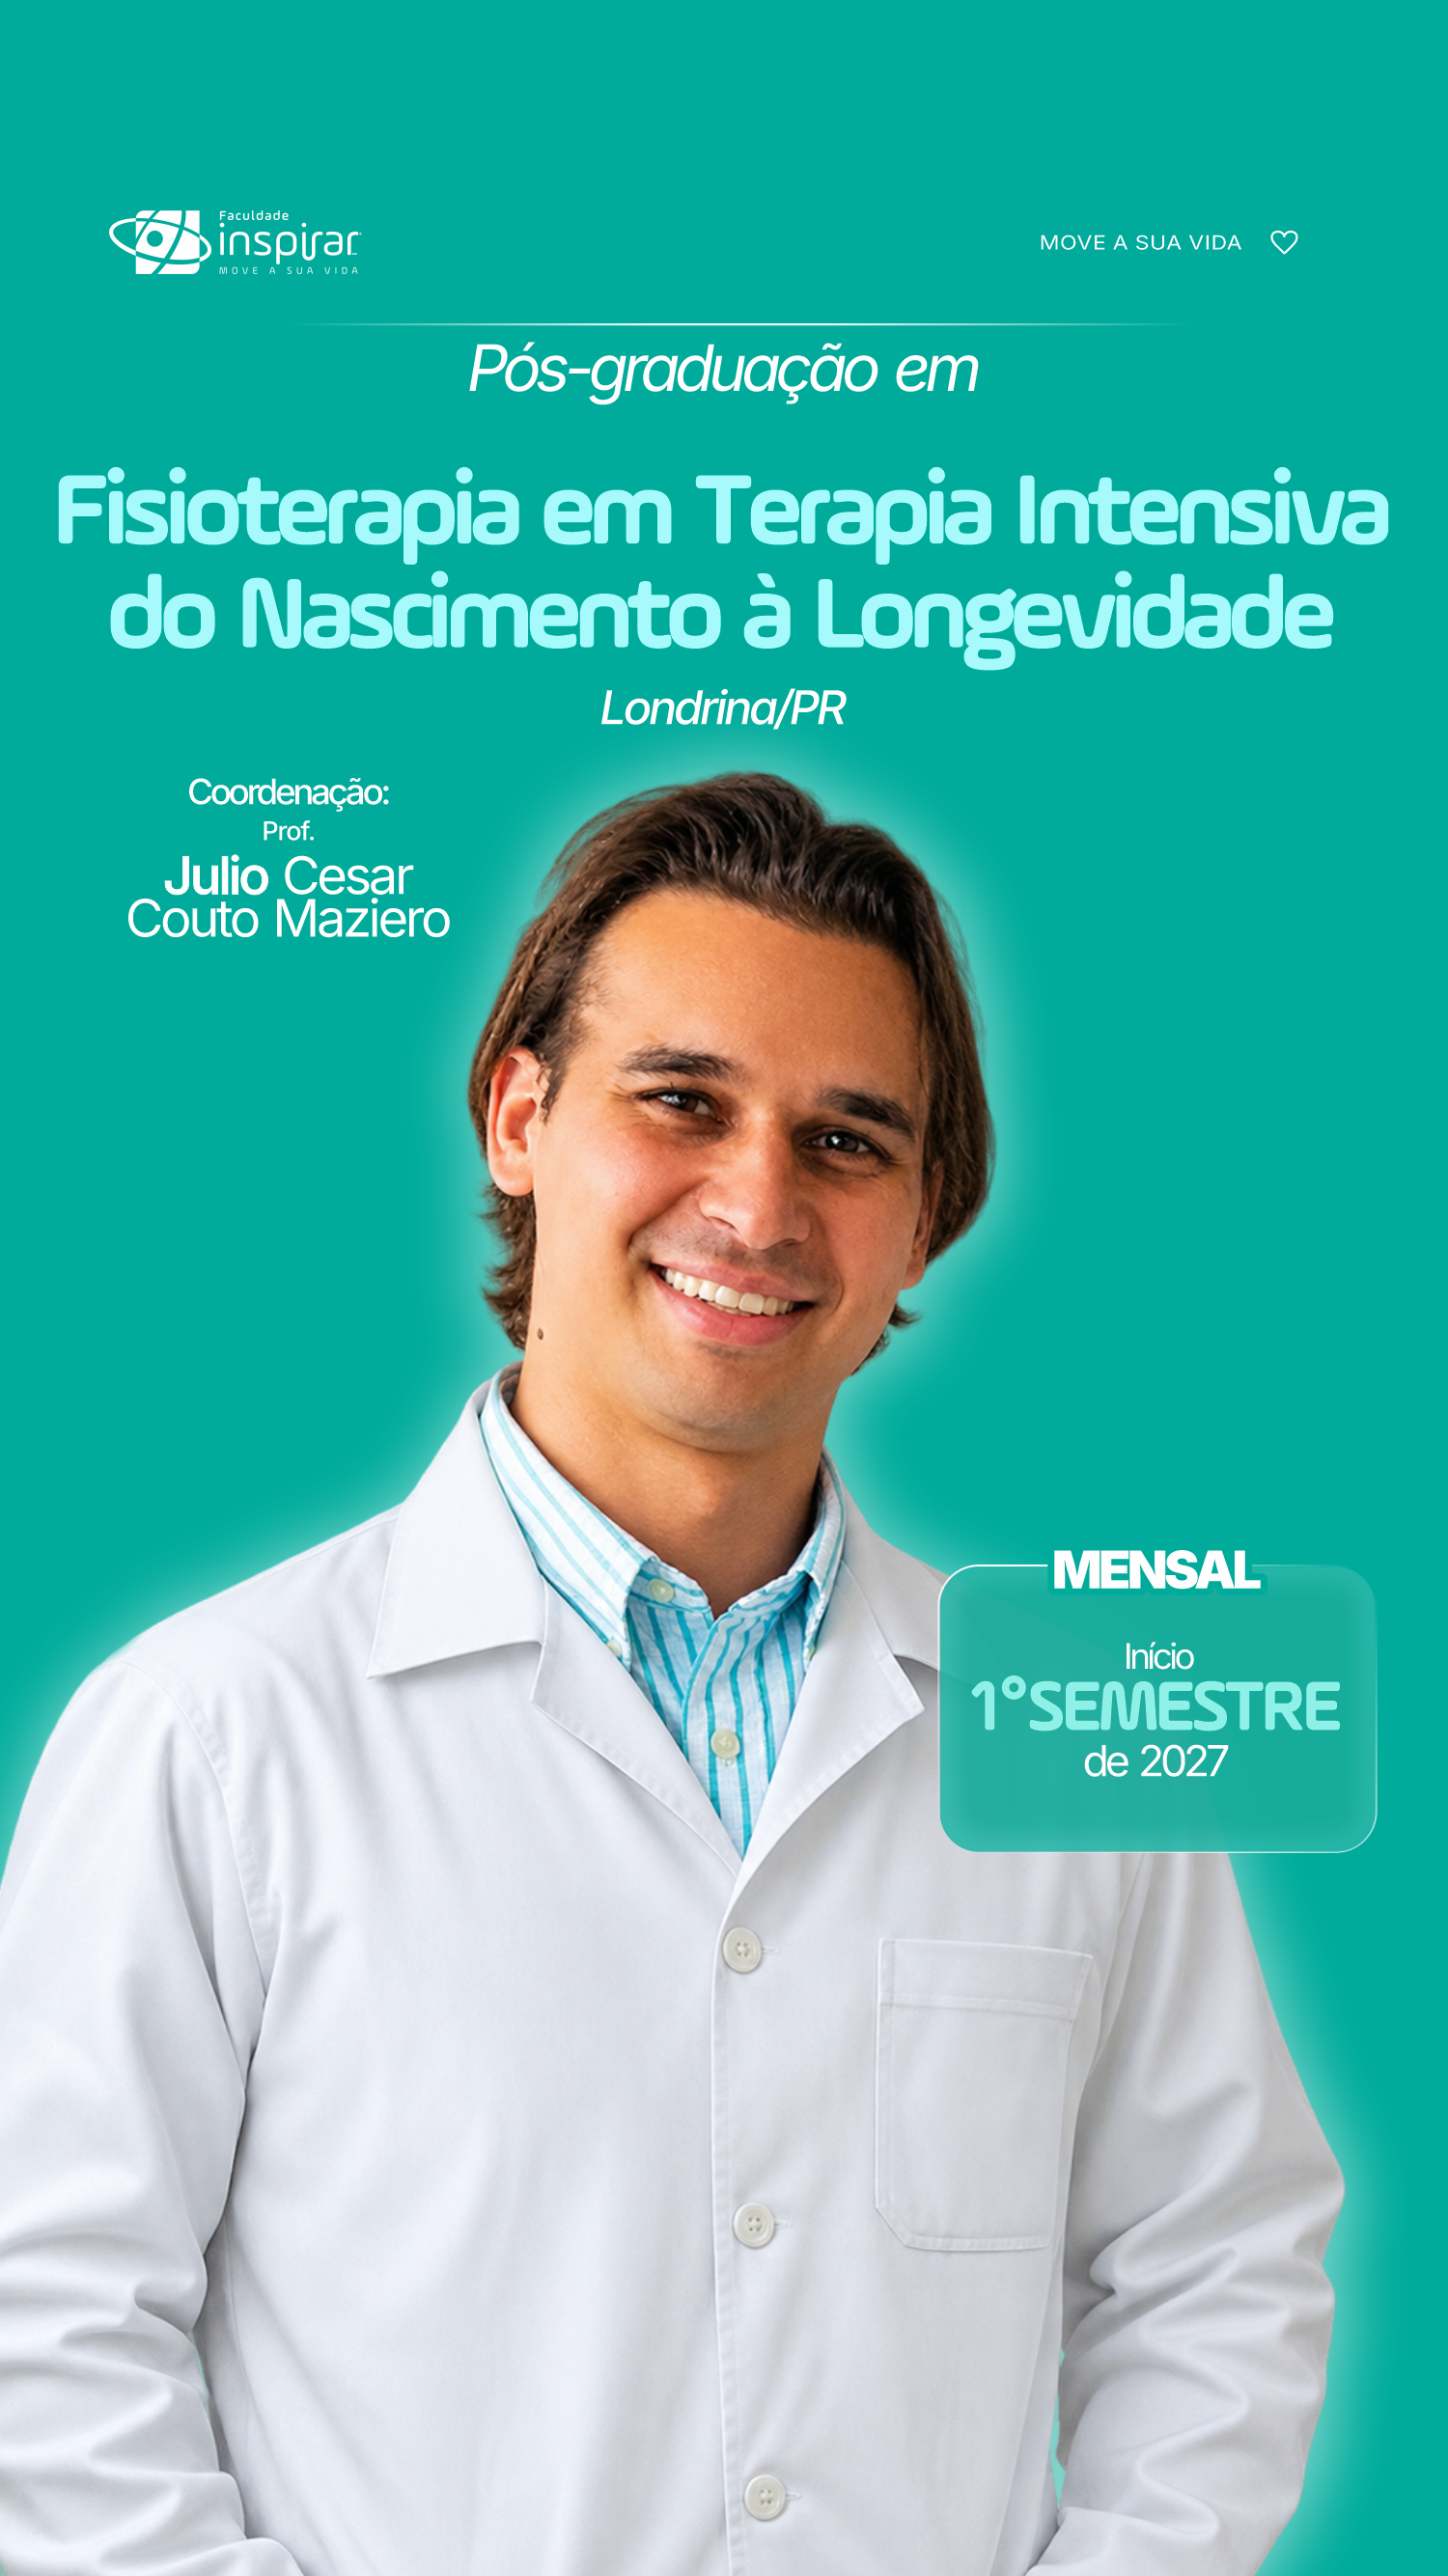 Faculdade
inspirar
MOVE A SUA VIDA
MOVE A SUA VIDA
Pós-graduação em
Fisioterapia em Terapia Intensiva
do Nascimento à Longevidade
Londrina/PR
Coordenação:
Prof.
Julio Cesar
Couto Maziero
MENSAL
Início
1°SEMESTRE
de 2027